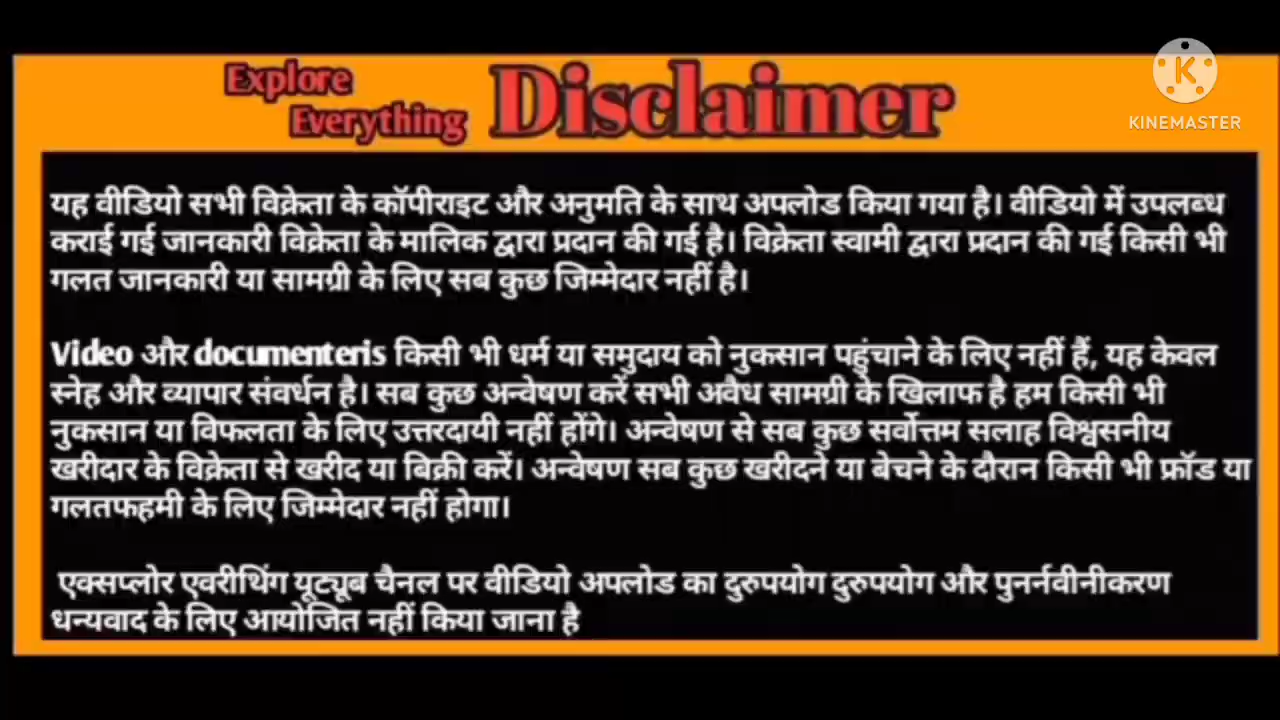 Explore
Everything
Disclaimer
KINEMASTER
यह वीडियो सभी विक्रेता के कॉपीराइट और अनुमति के साथ अपलोड किया गया है। वीडियो में उपलब्ध
कराई गई जानकारी विक्रेता के मालिक द्वारा प्रदान की गई है। विक्रेता स्वामी द्वारा प्रदान की गई किसी भी
गलत जानकारी या सामग्री के लिए सब कुछ जिम्मेदार नहीं है।
Video और documenteris किसी भी धर्म या समुदाय को नुकसान पहुंचाने के लिए नहीं हैं, यह केवल
स्नेह और व्यापार संवर्धन है। सब कुछ अन्वेषण करें सभी अवैध सामग्री के खिलाफ है हम किसी भी
नुकसान या विफलता के लिए उत्तरदायी नहीं होंगे। अन्वेषण से सब कुछ सर्वोत्तम सलाह विश्वसनीय
खरीदार के विक्रेता से खरीद या बिक्री करें। अन्वेषण सब कुछ खरीदने या बेचने के दौरान किसी भी फ्रॉड या
गलतफहमी के लिए जिम्मेदार नहीं होगा।
एक्सप्लोर एवरीथिंग यूट्यूब चैनल पर वीडियो अपलोड का दुरुपयोग दुरुपयोग और पुनर्नवीनीकरण
धन्यवाद के लिए आयोजित नहीं किया जाना है